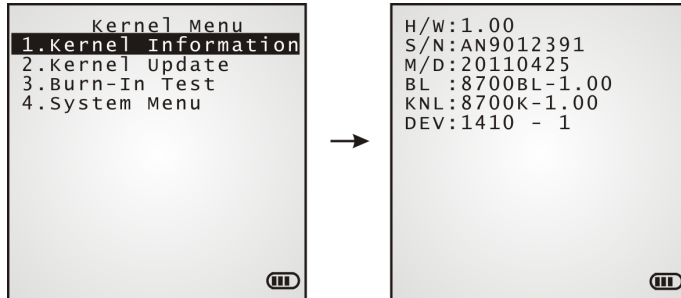 Kernel Menu
1.Kernel Information
2.Kernel Update
3.Burn-In Test
4.System Menu
H/W:1.00
S/N:AN9012391
M/D:20110425
BL :8700BL-1.00
KNL:8700K-1.00
DEV:1410 - 1